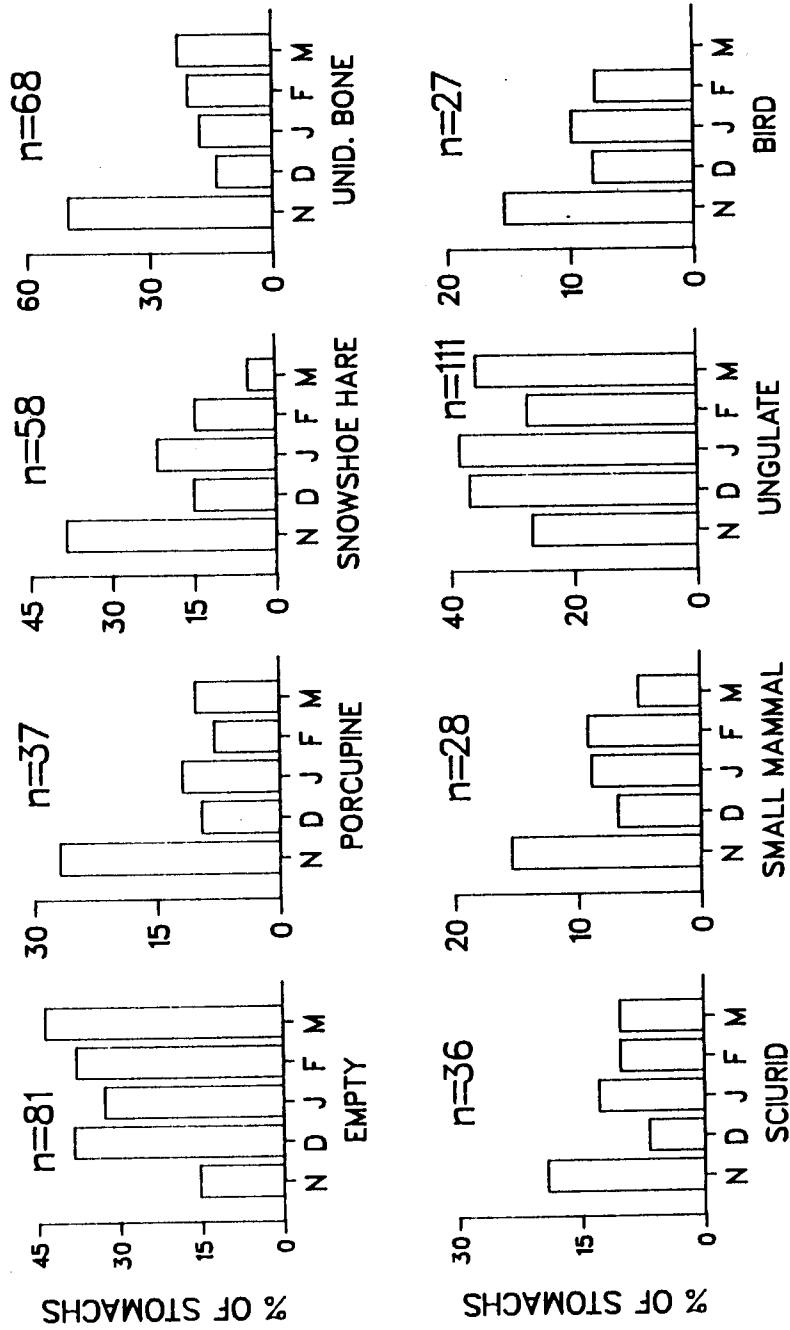 % OF STOMACHS
45
30
15
0
n=81
N D J F M
EMPTY
30
15
0
n=37
N D J F M
PORCUPINE
45
30
15
0
n=58
N D J F M
SNOWSHOE HARE
60
30
0
n=68
N D J F M
UNID. BONE
% OF STOMACHS
30
15
0
n=36
N D J F M
SCIURID
20
10
0
n=28
N D J F M
SMALL MAMMAL
40
20
0
n=111
N D J F M
UNGULATE
20
10
0
n=27
N D J F M
BIRD